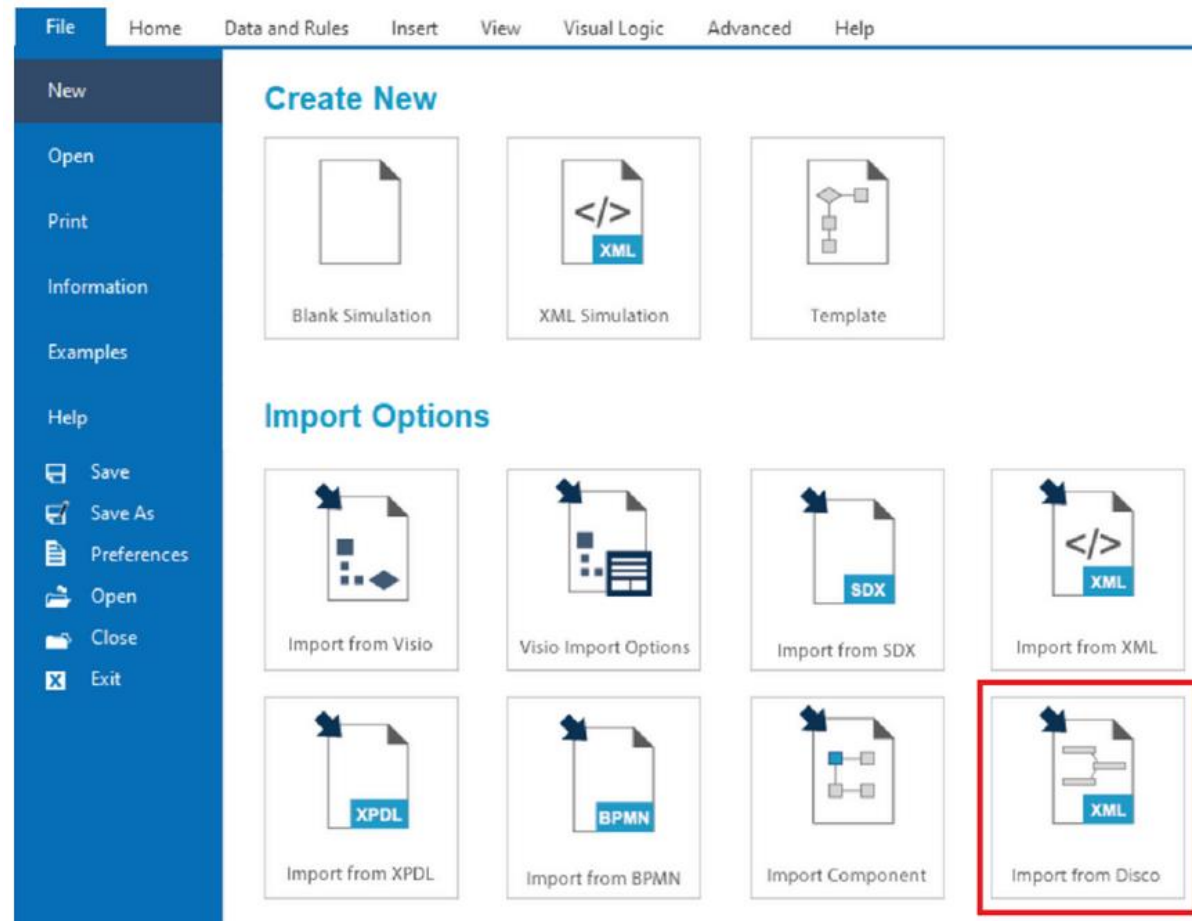 File Home Data and Rules Insert View Visual Logic Advanced Help
New
Open
Print
Information
Examples
Help
Save
Save As
Preferences
Open
Close
Exit
Create New
</>
XML
Blank Simulation XML Simulation Template
Import Options
SDX
</>
XML
Import from Visio Visio Import Options Import from SDX Import from XML
XPDL BPMN XML
Import from XPDL Import from BPMN Import Component Import from Disco